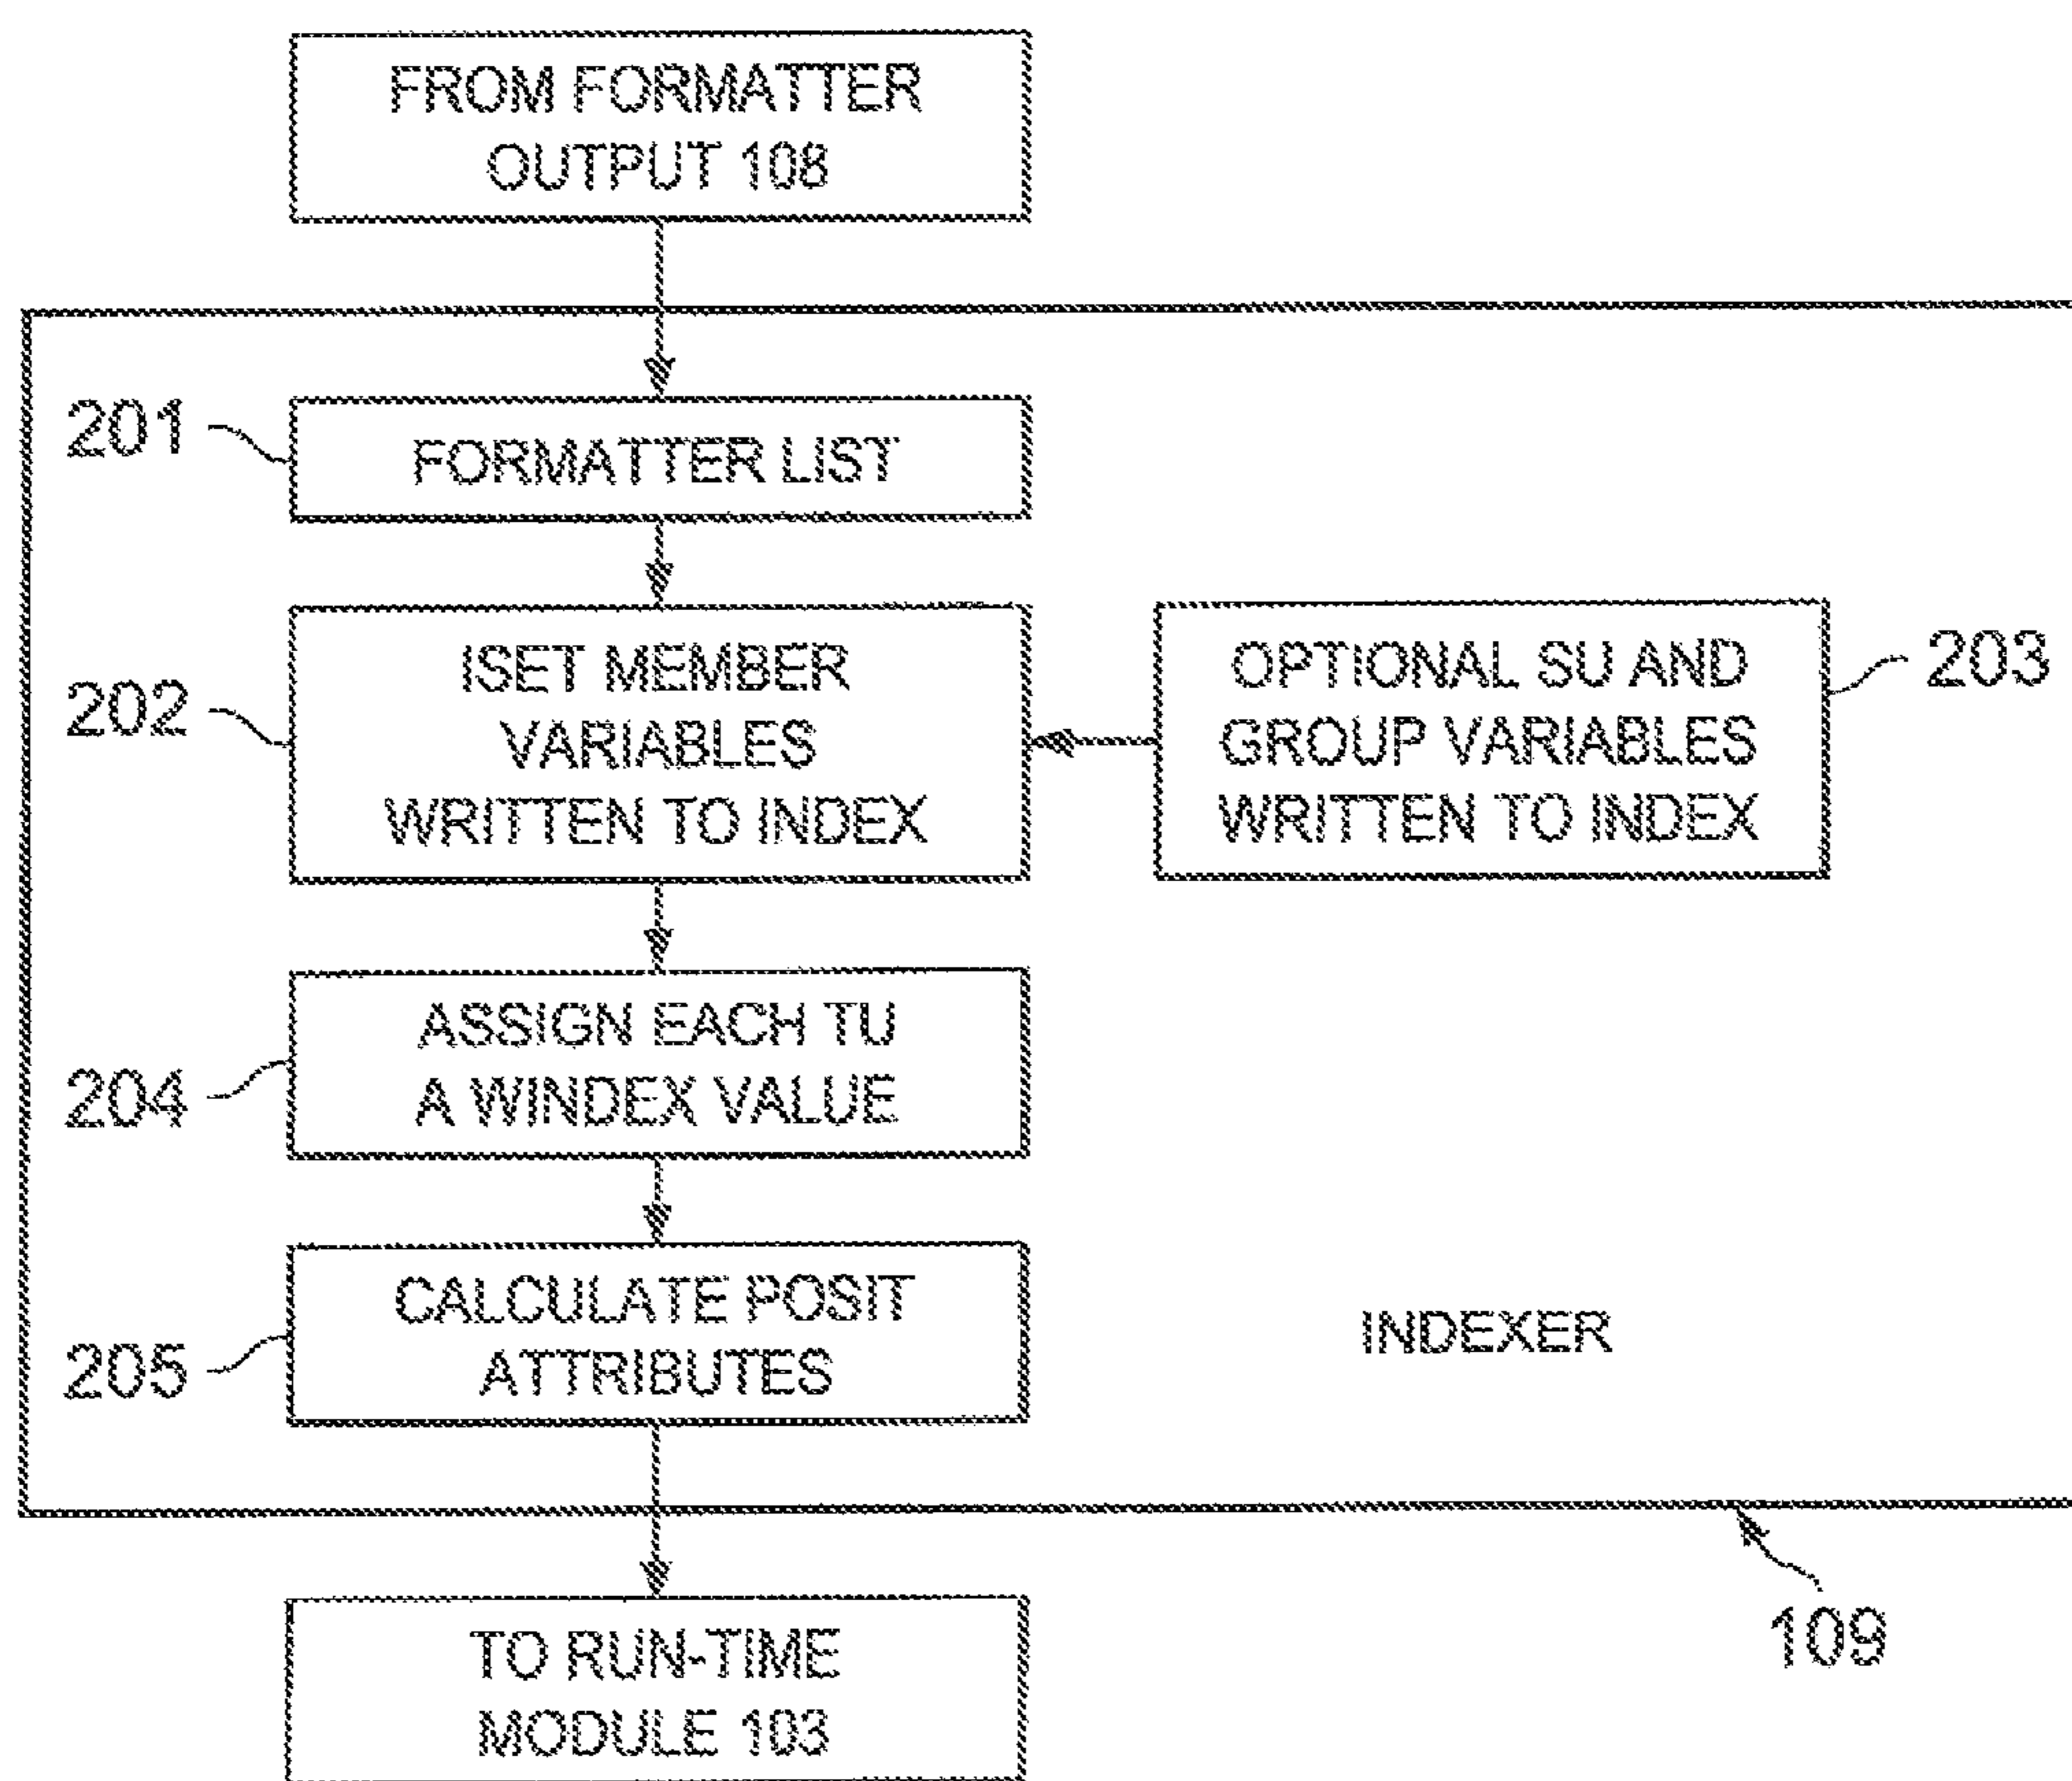 FROM FORMATTER
OUTPUT 108
201
FORMATTER LIST
202
ISET MEMBER
VARIABLES
WRITTEN TO INDEX
OPTIONAL SU AND
GROUP VARIABLES
WRITTEN TO INDEX
203
204
ASSIGN EACH TU
A WINDEX VALUE
205
CALCULATE POSIT
ATTRIBUTES
INDEXER
109
TO RUN-TIME
MODULE 103